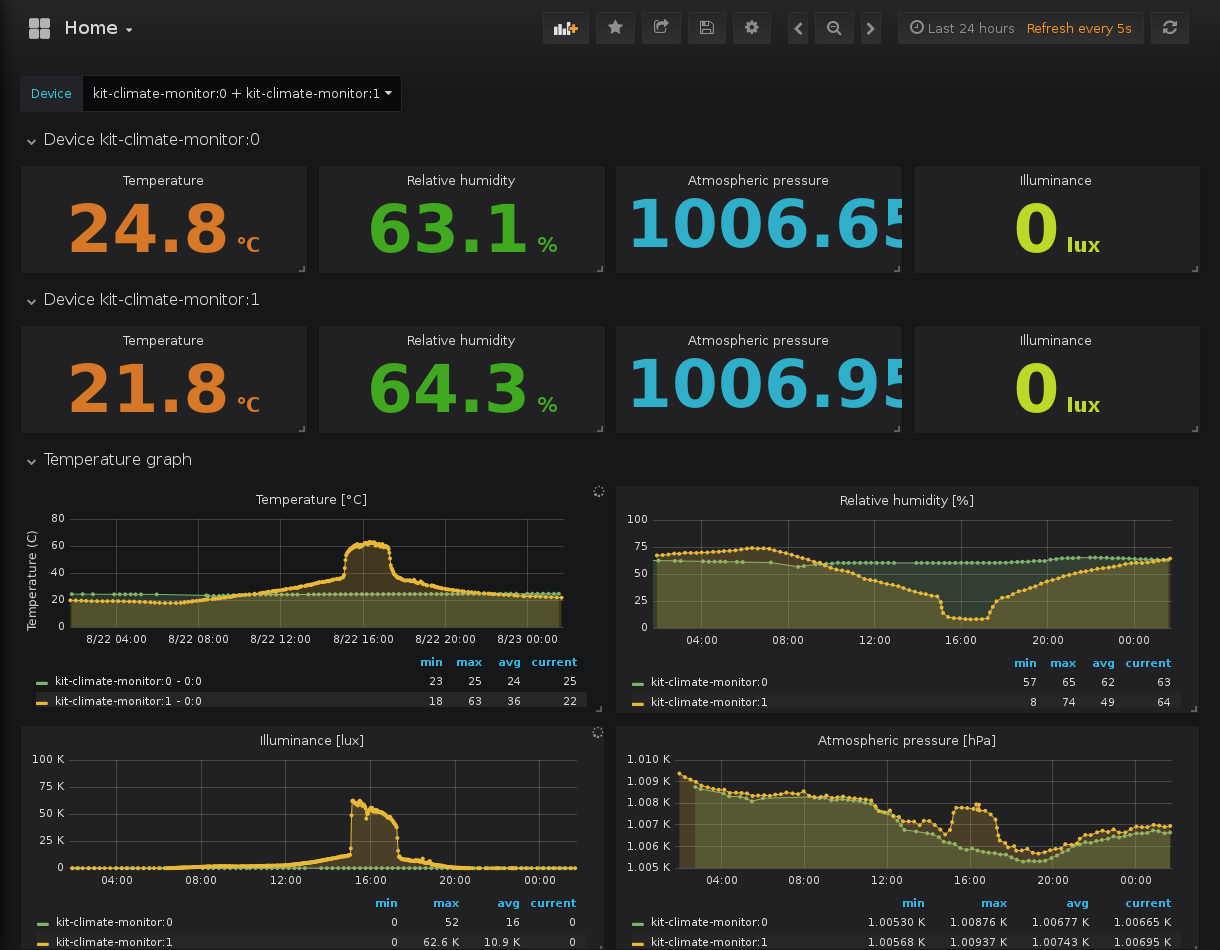 Home
Last 24 hours Refresh every 5s
Device kit-climate-monitor:0 + kit-climate-monitor:1
Device kit-climate-monitor:0
Temperature Relative humidity Atmospheric pressure Illuminance
24.8 °C 63.1 % 1006.65 0 lux
Device kit-climate-monitor:1
Temperature Relative humidity Atmospheric pressure Illuminance
21.8 °C 64.3 % 1006.95 0 lux
Temperature graph
Temperature [°C]
Temperature (C)
80
60
40
20
0
8/22 04:00 8/22 08:00 8/22 12:00 8/22 16:00 8/22 20:00 8/23 00:00
min max avg current
kit-climate-monitor:0 - 0:0 23 25 24 25
kit-climate-monitor:1 - 0:0 18 63 36 22
Relative humidity [%]
100
75
50
25
0
04:00 08:00 12:00 16:00 20:00 00:00
min max avg current
kit-climate-monitor:0 57 65 62 63
kit-climate-monitor:1 8 74 49 64
Illuminance [lux]
100 K
75 K
50 K
25 K
0
04:00 08:00 12:00 16:00 20:00 00:00
min max avg current
kit-climate-monitor:0 0 52 16 0
kit-climate-monitor:1 0 62.6 K 10.9 K 0
Atmospheric pressure [hPa]
1.010 K
1.009 K
1.008 K
1.007 K
1.006 K
1.005 K
04:00 08:00 12:00 16:00 20:00 00:00
min max avg current
kit-climate-monitor:0 1.00530 K 1.00876 K 1.00677 K 1.00665 K
kit-climate-monitor:1 1.00568 K 1.00937 K 1.00743 K 1.00695 K